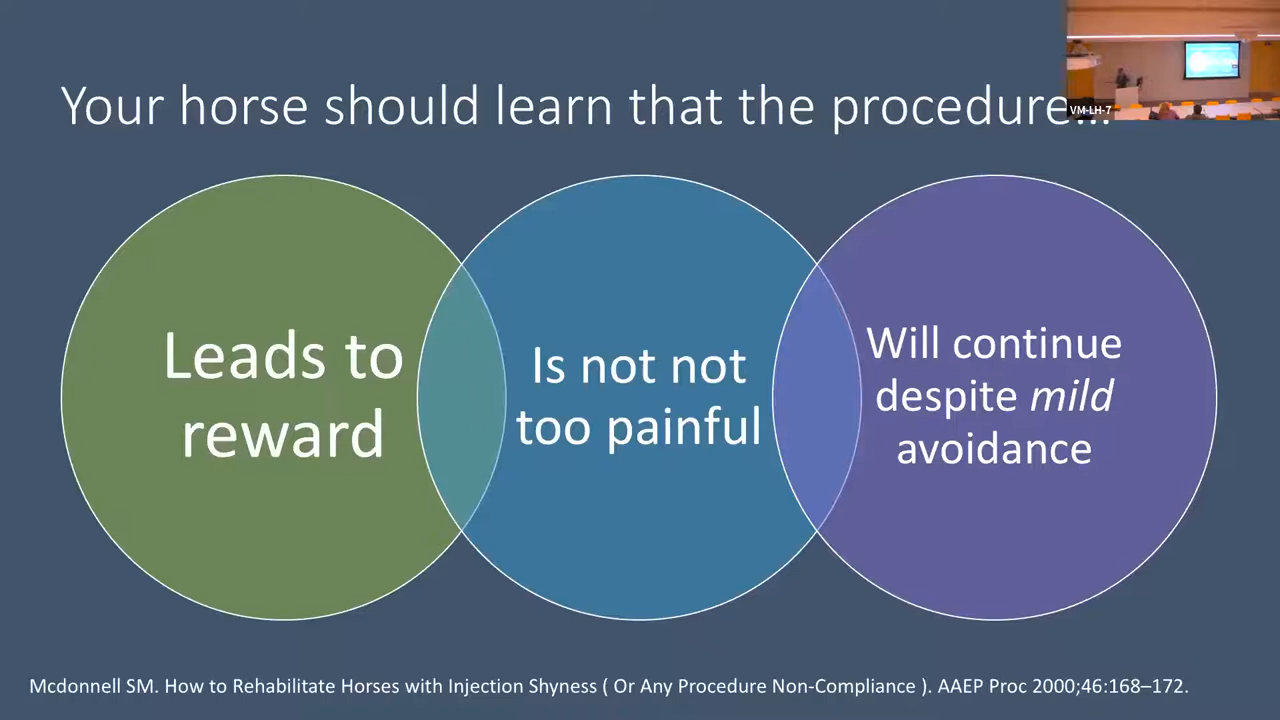 Your horse should learn that the procedure...
VM-LH-7
Leads to
reward
Is not not
too painful
Will continue
despite mild
avoidance
Mcdonnell SM. How to Rehabilitate Horses with Injection Shyness ( Or Any Procedure Non-Compliance ). AAEP Proc 2000;46:168–172.